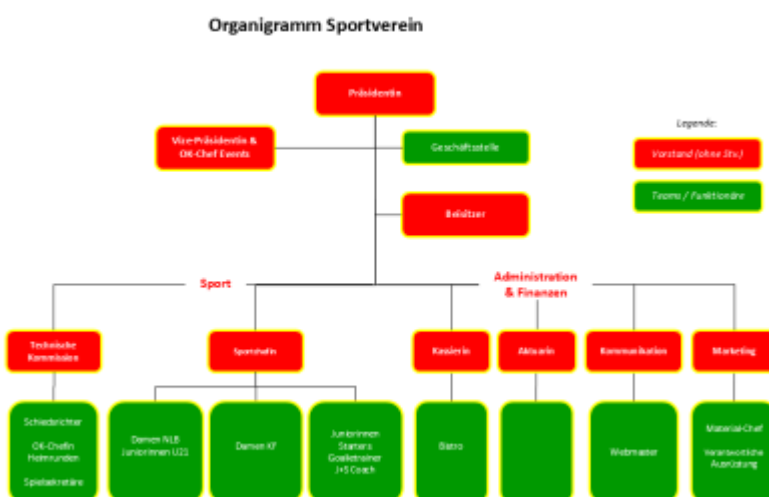 Organigramm Sportverein
Präsidentin
Vize-Präsidentin &
OK-Chef Events
Geschäftsstelle
Legende:
Vorstand (ohne Stv.)
Teams / Funktionäre
Beisitzer
Sport
Administration
& Finanzen
Technische
Kommission
Sportchefin
Kassierin
Aktuarin
Kommunikation
Marketing
Schiedsrichter
OK-Chefin
Heimrunden
Spielsekretäre
Damen NLB
Juniorinnen U21
Damen KF
Juniorinnen
Starters
Goalietrainer
J+S Coach
Bistro
Webmaster
Material-Chef
Verantwortliche
Ausrüstung